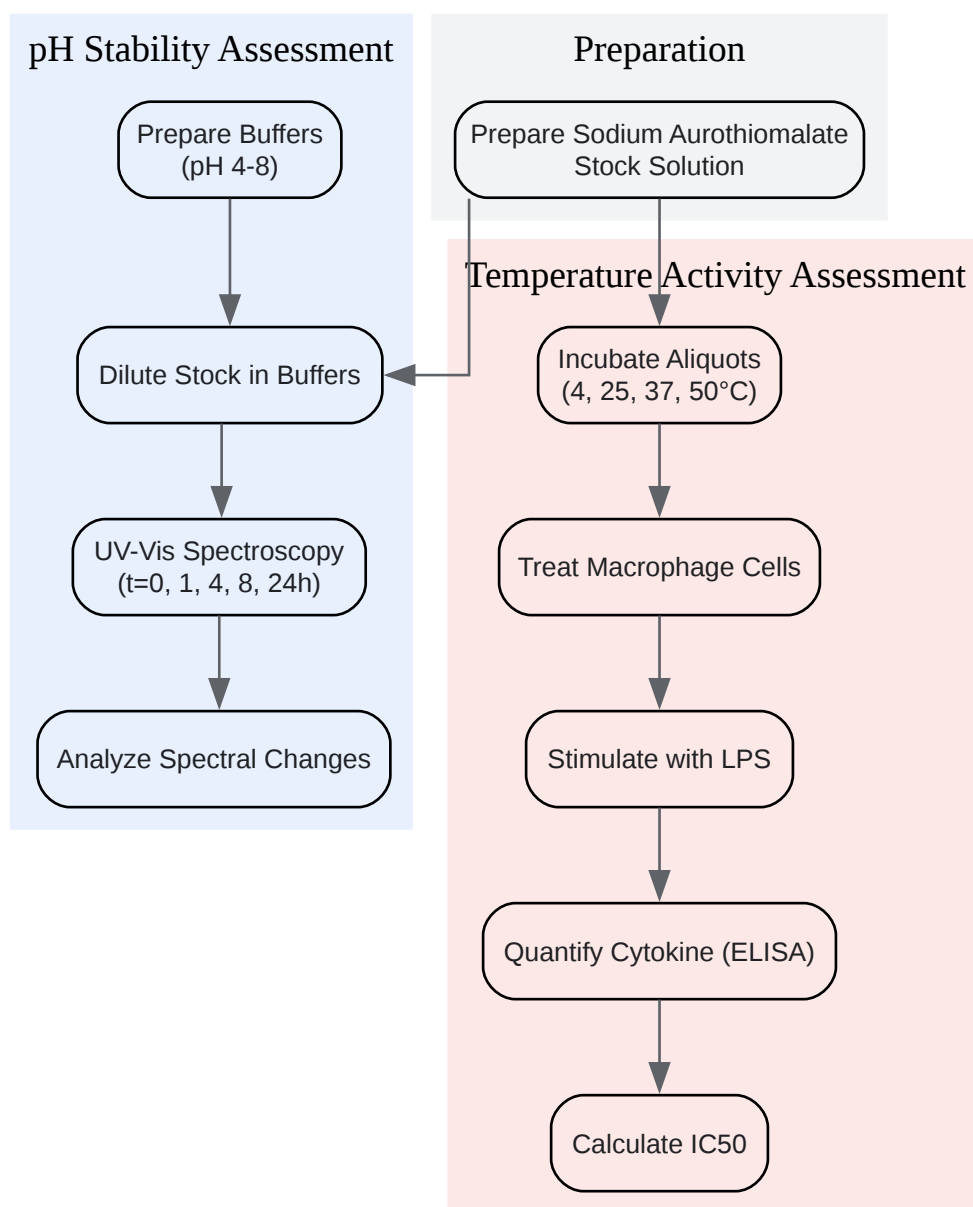 pH Stability Assessment
Prepare Buffers
(pH 4-8)
Dilute Stock in Buffers
UV-Vis Spectroscopy
(t=0, 1, 4, 8, 24h)
Analyze Spectral Changes
Preparation
Prepare Sodium Aurothiomalate
Stock Solution
Temperature Activity Assessment
Incubate Aliquots
(4, 25, 37, 50°C)
Treat Macrophage Cells
Stimulate with LPS
Quantify Cytokine (ELISA)
Calculate IC50